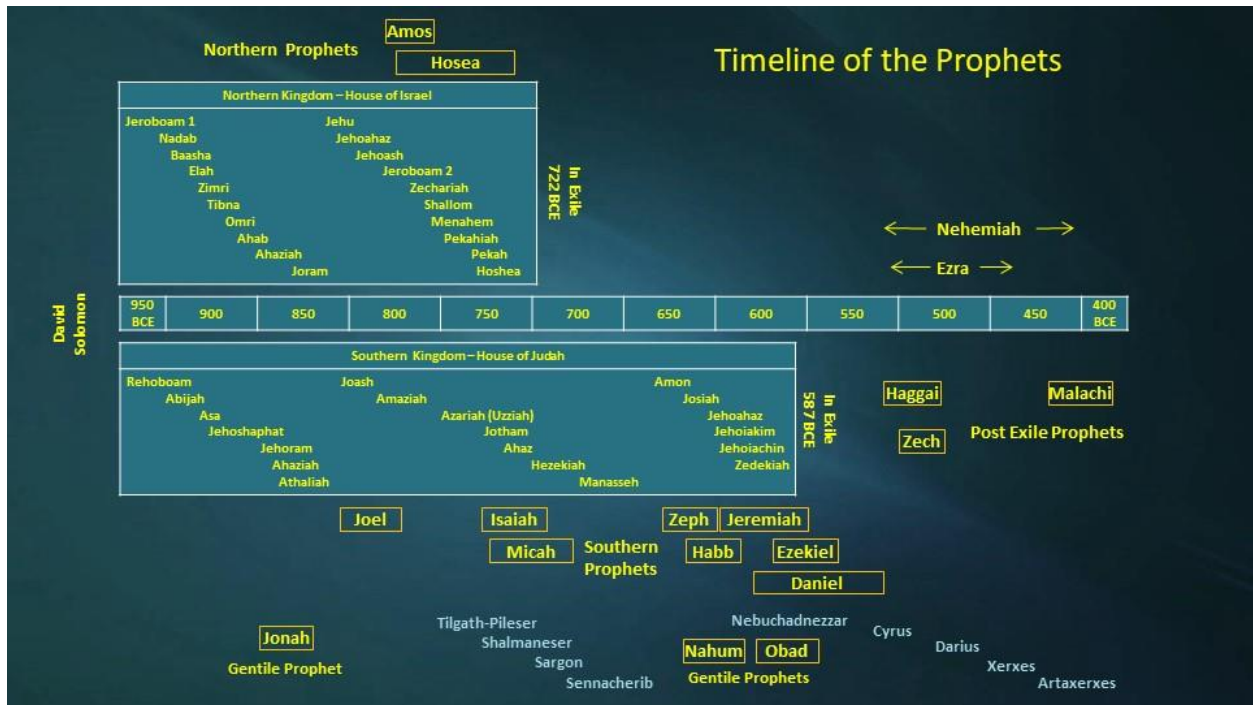 Timeline of the Prophets
Northern Prophets
Amos
Hosea
Northern Kingdom – House of Israel
Jeroboam 1
Nadab
Baasha
Elah
Zimri
Tibna
Omri
Ahab
Ahaziah
Joram
Jehu
Jehoahaz
Jehoash
Jeroboam 2
Zechariah
Shallom
Menahem
Pekahiah
Pekah
Hoshea
In Exile
722 BCE
Nehemiah
Ezra
David
Solomon
950 BCE 900 850 800 750 700 650 600 550 500 450 400 BCE
Southern Kingdom – House of Judah
Rehoboam
Abijah
Asa
Jehoshaphat
Jehoram
Ahaziah
Athaliah
Joash
Amaziah
Azariah (Uzziah)
Jotham
Ahaz
Hezekiah
Manasseh
Amon
Josiah
Jehoahaz
Jehoiakim
Jehoiachin
Zedekiah
In Exile
587 BCE
Haggai
Malachi
Zech
Post Exile Prophets
Joel
Isaiah
Zeph
Jeremiah
Micah
Southern
Prophets
Habb
Ezekiel
Daniel
Jonah
Gentile Prophet
Tilgath-Pileser
Shalmaneser
Sargon
Sennacherib
Nebuchadnezzar
Nahum
Obad
Gentile Prophets
Cyrus
Darius
Xerxes
Artaxerxes